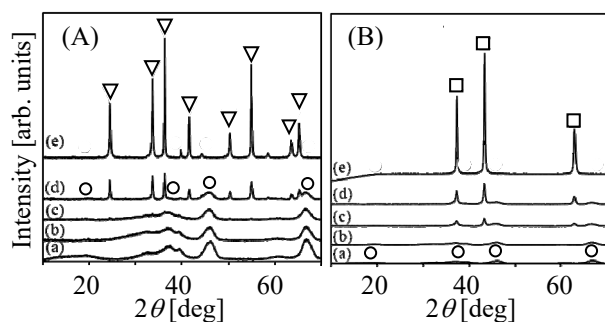 (A)
(B)
Intensity [arb. units]
(e)
(d)
(c)
(b)
(a)
(e)
(d)
(c)
(b)
(a)
20 40 60
20 40 60
2θ [deg]
2θ [deg]